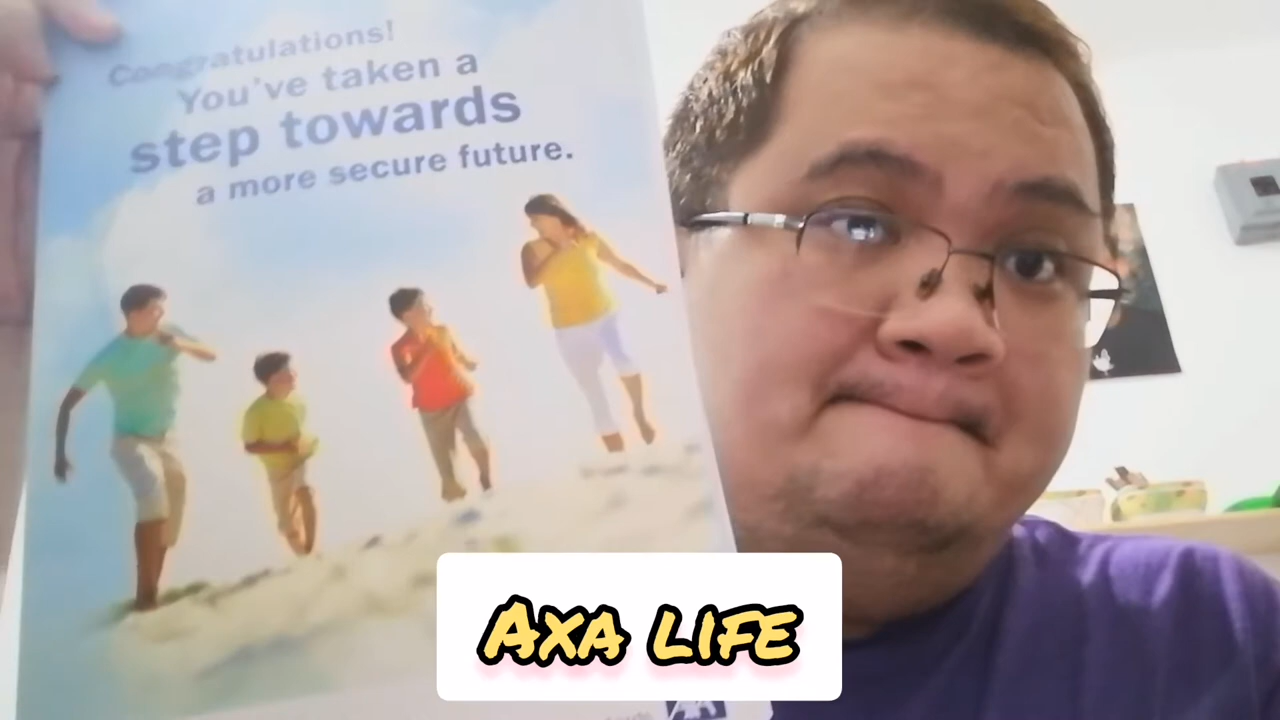 Congratulations!
You've taken a
step towards
a more secure future.
AXA LIFE